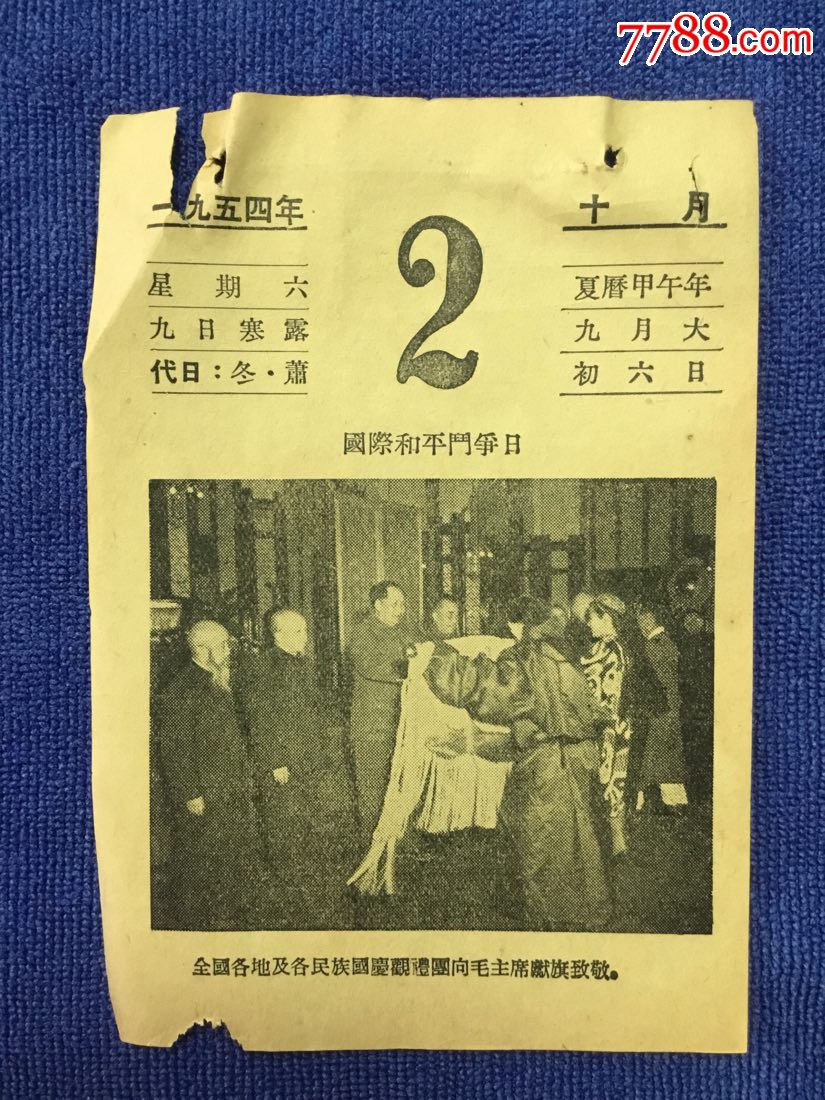 7788.com
一九五四年
十月
2
星期六
九日寒露
代日：冬·蕭
夏曆甲午年
九月大
初六日
國際和平鬥爭日
全國各地及各民族國慶觀禮團向毛主席獻旗致敬。